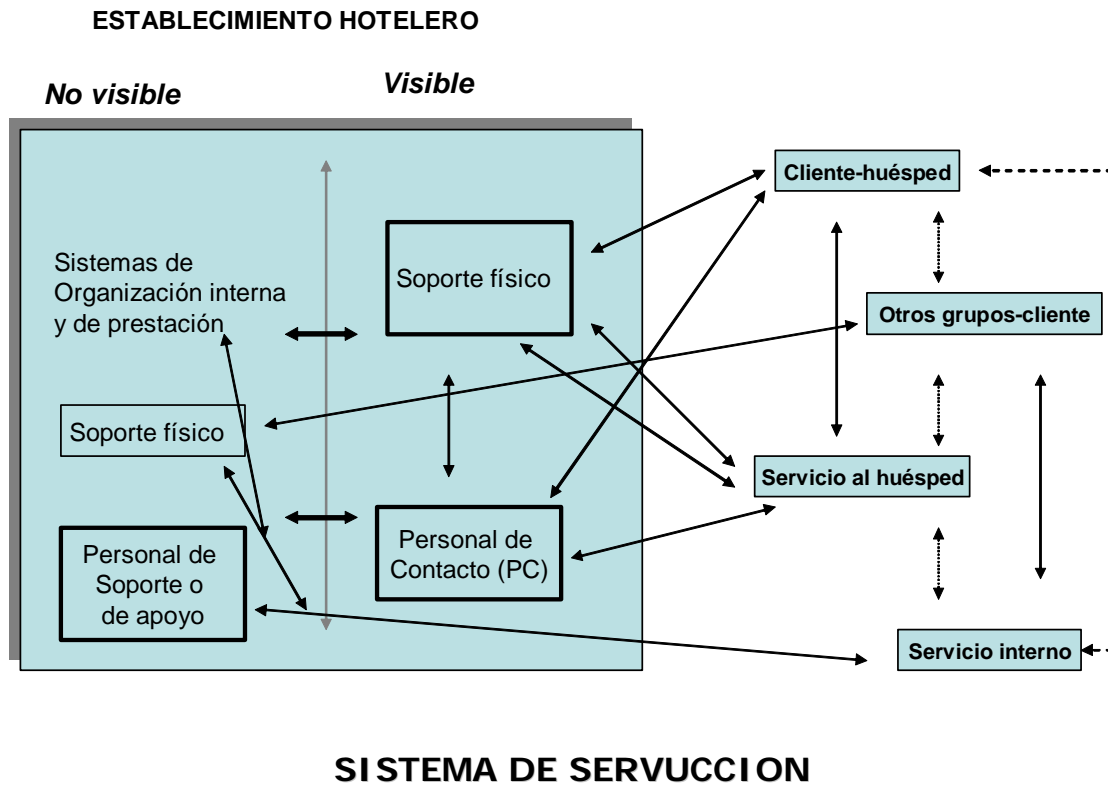 ESTABLECIMIENTO HOTELERO
No visible
Visible
Cliente-huésped
Sistemas de
Organización interna
y de prestación
Soporte físico
Otros grupos-cliente
Soporte físico
Servicio al huésped
Personal de
Soporte o
de apoyo
Personal de
Contacto (PC)
Servicio interno
SISTEMA DE SERVUCCION